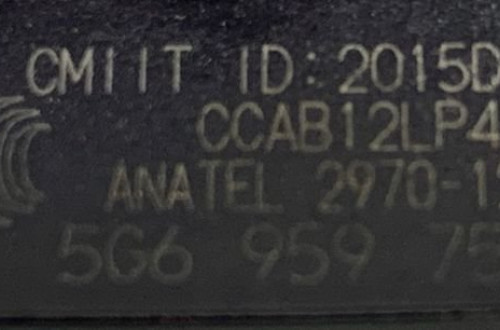 CMIIT ID: 2015D
CCAB12LP4
ANATEL 2970-1
5G6 959 75